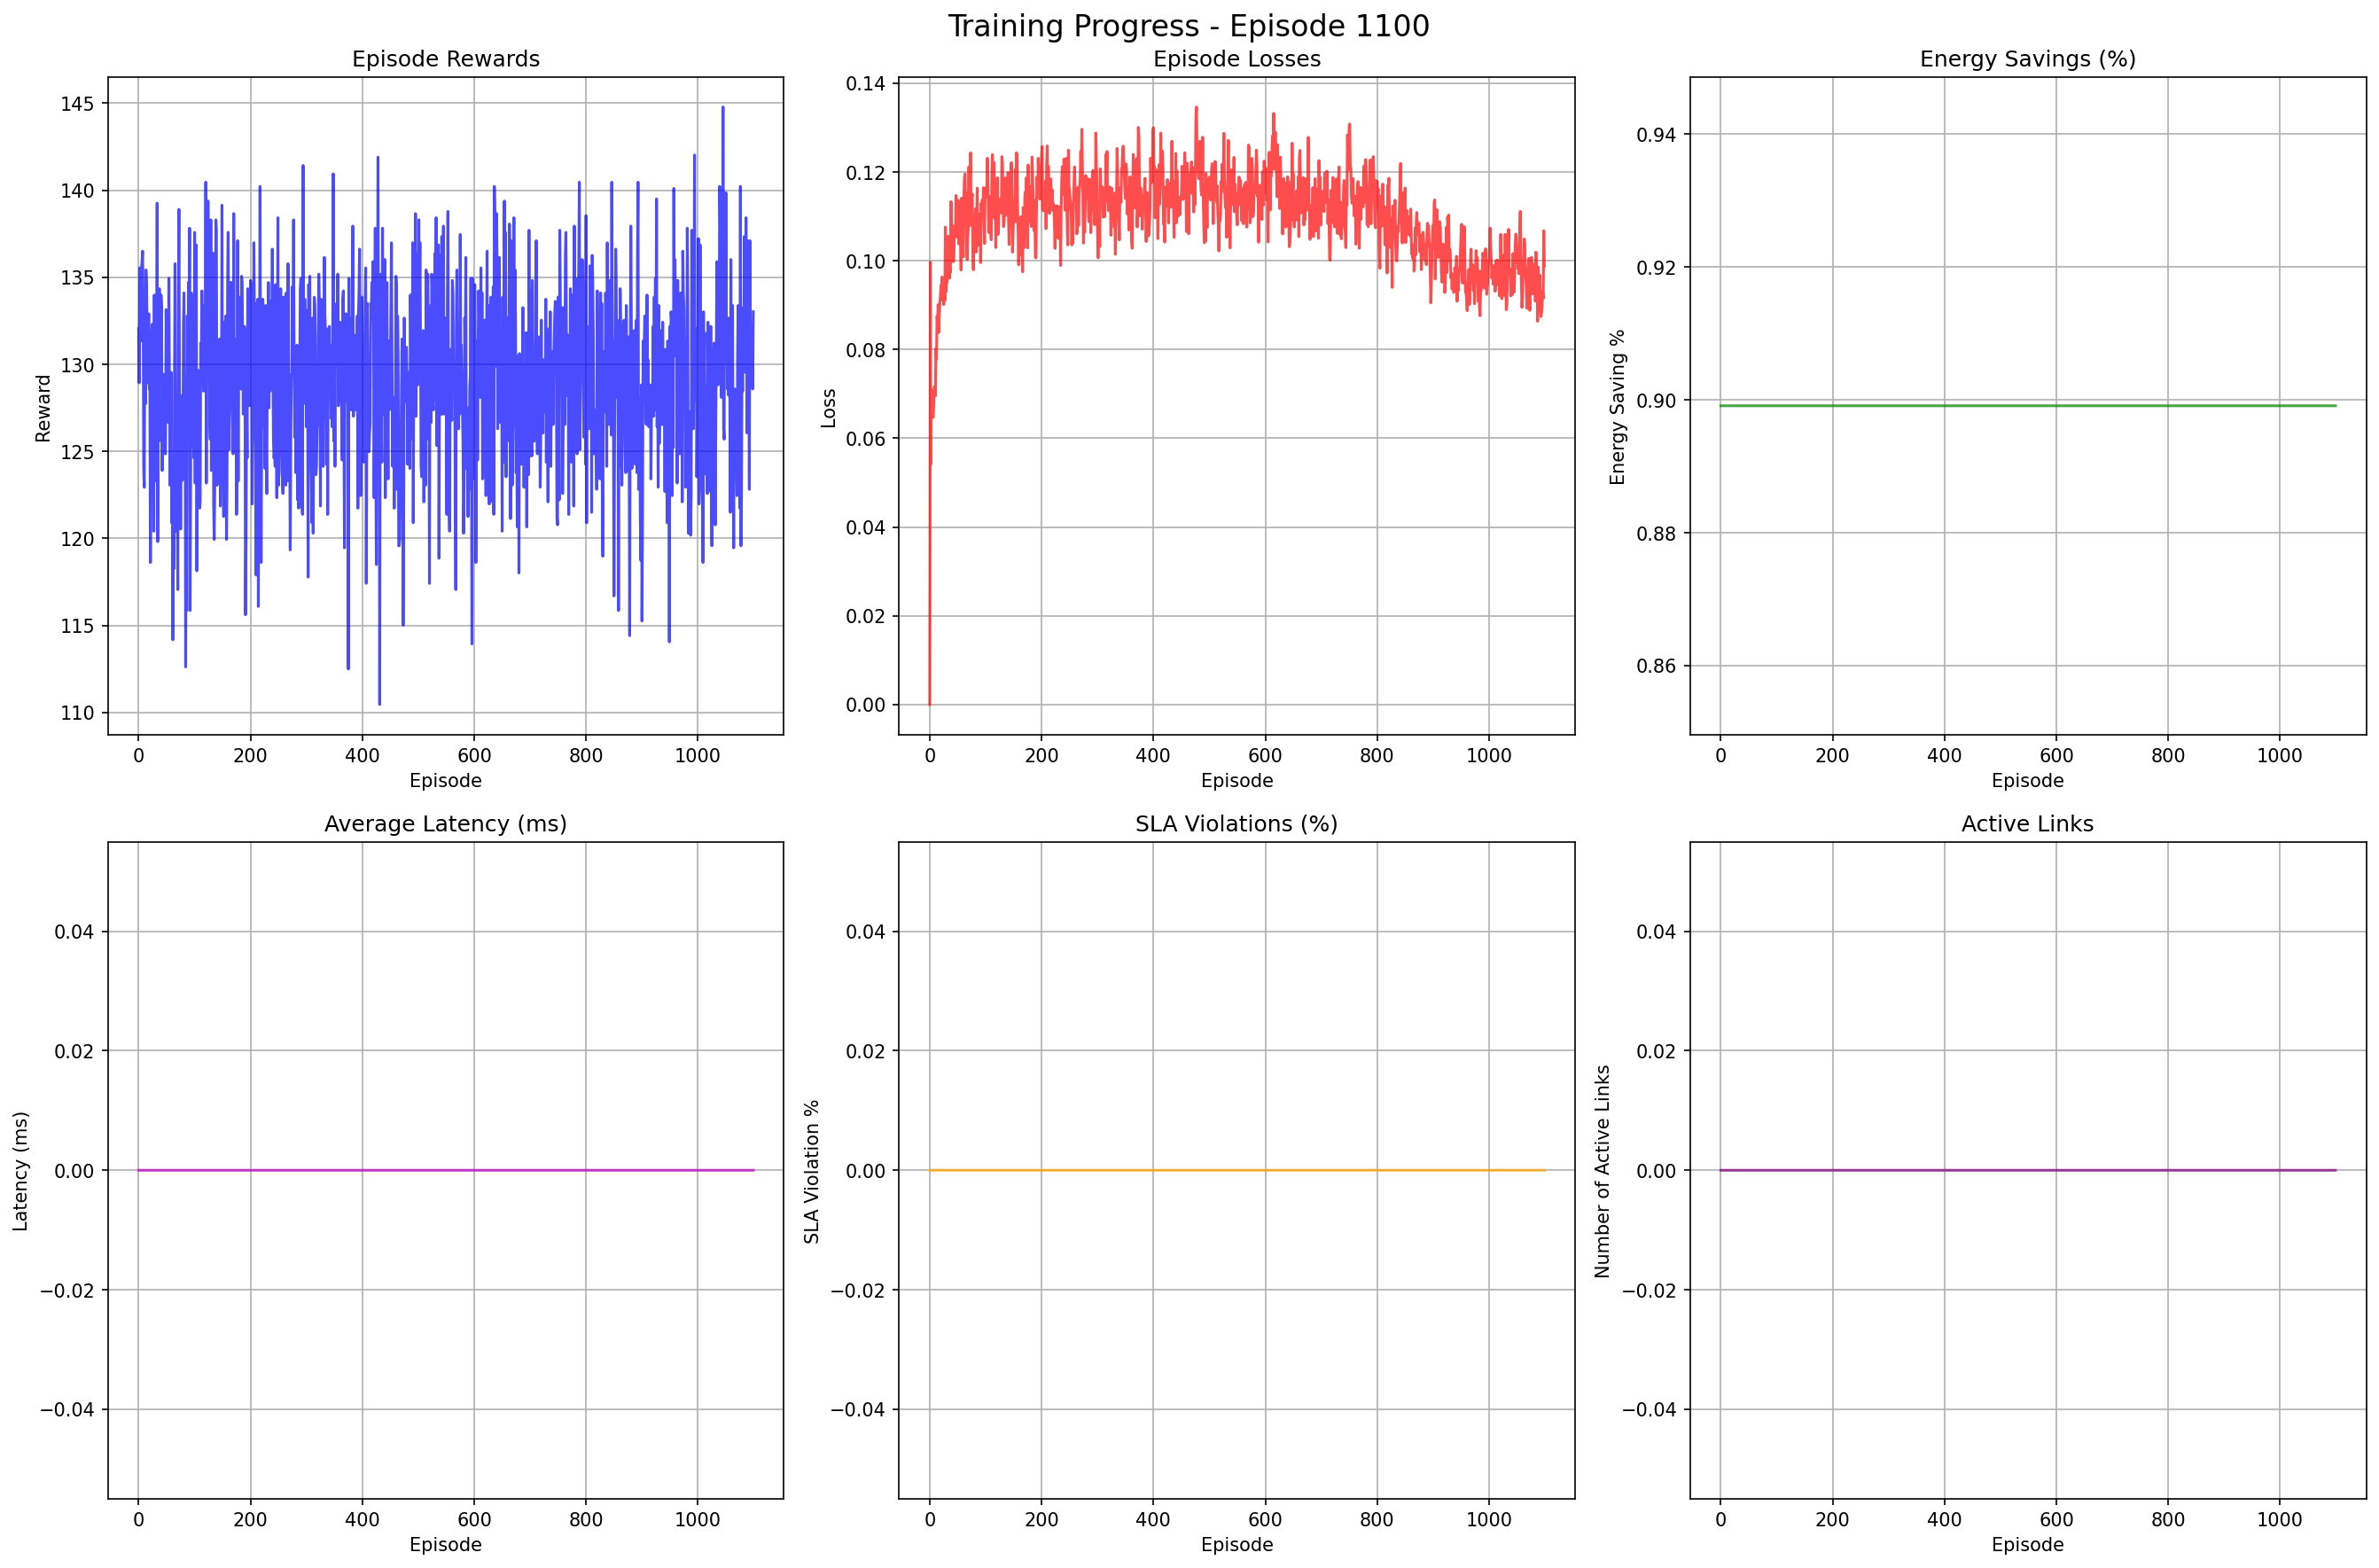 Training Progress - Episode 1100
Episode Rewards
145
140
135
130
125
120
115
110
Reward
0 200 400 600 800 1000
Episode
Episode Losses
0.14
0.12
0.10
0.08
0.06
0.04
0.02
0.00
Loss
0 200 400 600 800 1000
Episode
Energy Savings (%)
0.94
0.92
0.90
0.88
0.86
Energy Saving %
0 200 400 600 800 1000
Episode
Average Latency (ms)
0.04
0.02
0.00
−0.02
−0.04
Latency (ms)
0 200 400 600 800 1000
Episode
SLA Violations (%)
0.04
0.02
0.00
−0.02
−0.04
SLA Violation %
0 200 400 600 800 1000
Episode
Active Links
0.04
0.02
0.00
−0.02
−0.04
Number of Active Links
0 200 400 600 800 1000
Episode